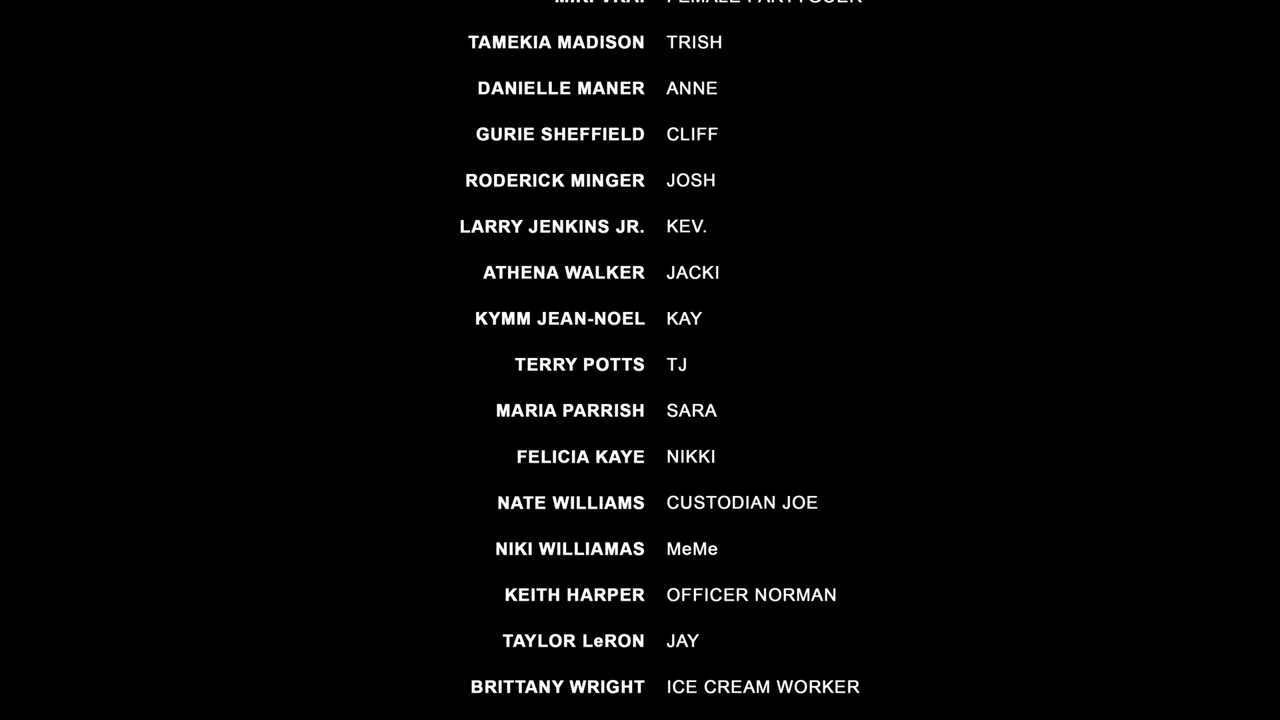 TAMEKIA MADISON TRISH
DANIELLE MANER ANNE
GURIE SHEFFIELD CLIFF
RODERICK MINGER JOSH
LARRY JENKINS JR. KEV.
ATHENA WALKER JACKI
KYMM JEAN-NOEL KAY
TERRY POTTS TJ
MARIA PARRISH SARA
FELICIA KAYE NIKKI
NATE WILLIAMS CUSTODIAN JOE
NIKI WILLIAMAS MeMe
KEITH HARPER OFFICER NORMAN
TAYLOR LeRON JAY
BRITTANY WRIGHT ICE CREAM WORKER